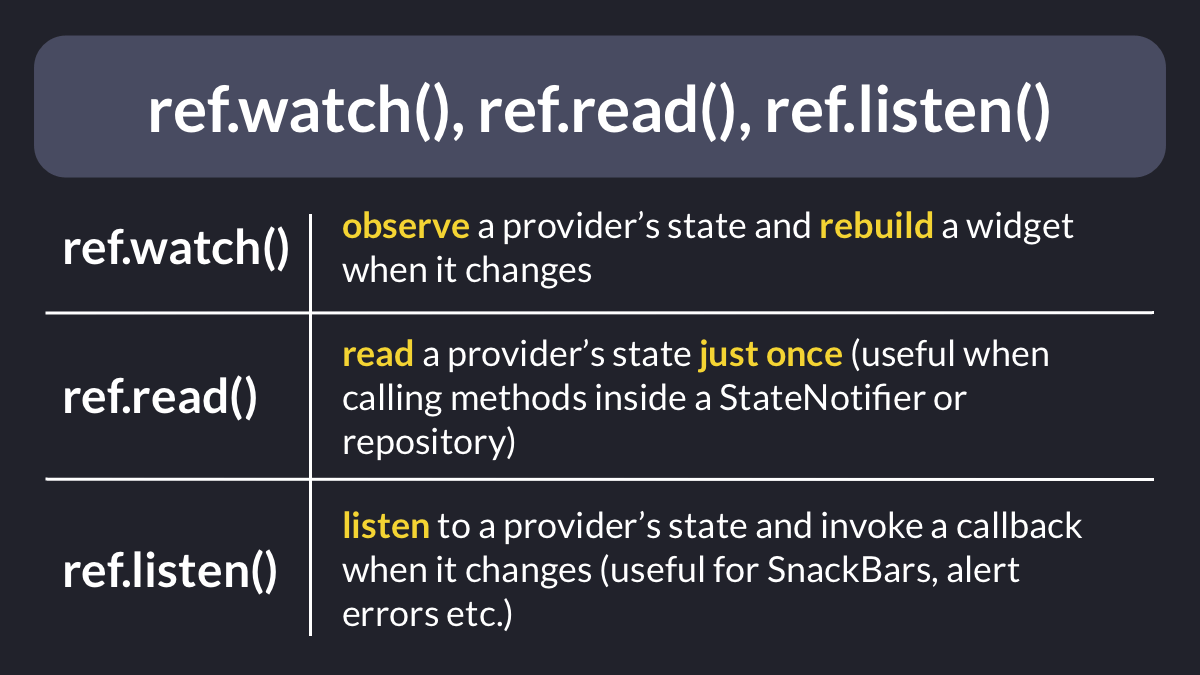 ref.watch(), ref.read(), ref.listen()
ref.watch()
observe a provider’s state and rebuild a widget
when it changes
ref.read()
read a provider’s state just once (useful when
calling methods inside a StateNotifier or
repository)
ref.listen()
listen to a provider’s state and invoke a callback
when it changes (useful for SnackBars, alert
errors etc.)